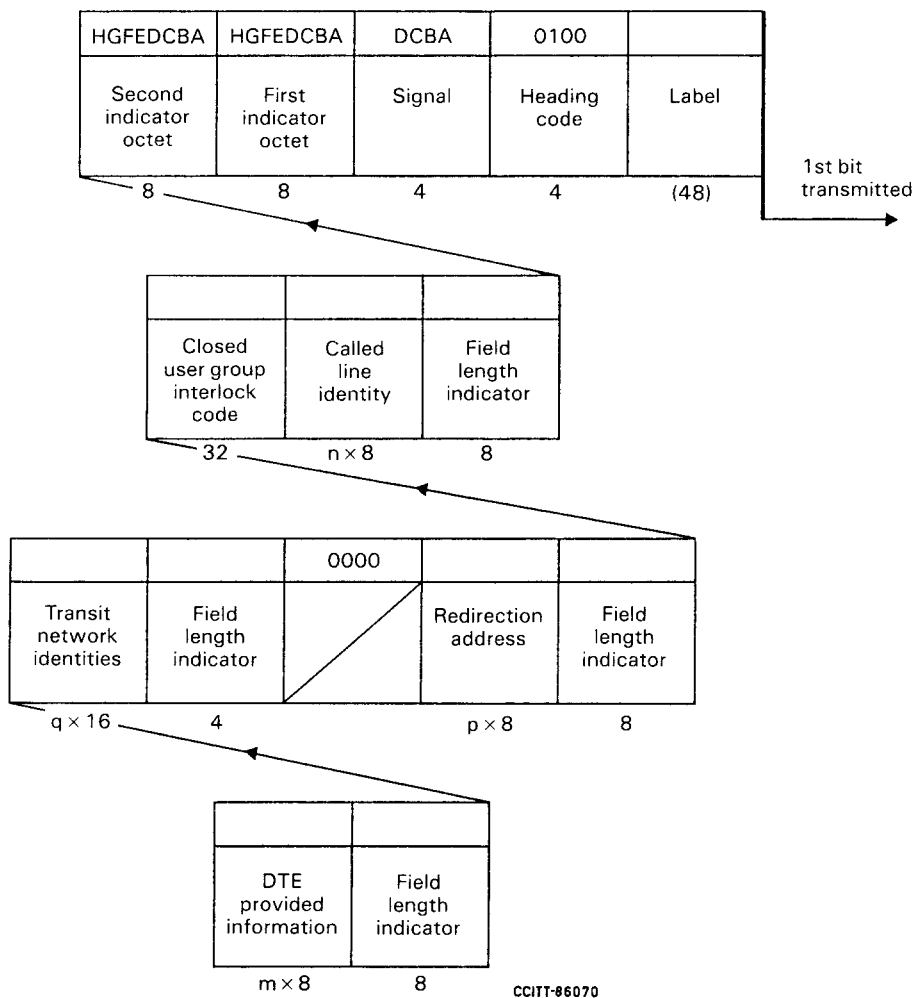 HGFEDCBA HGFEDCBA DCBA 0100
Second indicator octet
First indicator octet
Signal
Heading code
Label
8 8 4 4 (48)
1st bit transmitted
Closed user group interlock code
Called line identity
Field length indicator
32 n × 8 8
0000
Transit network identities
Field length indicator
Redirection address
Field length indicator
q × 16 4 p × 8 8
DTE provided information
Field length indicator
m × 8 8
CCITT-86070